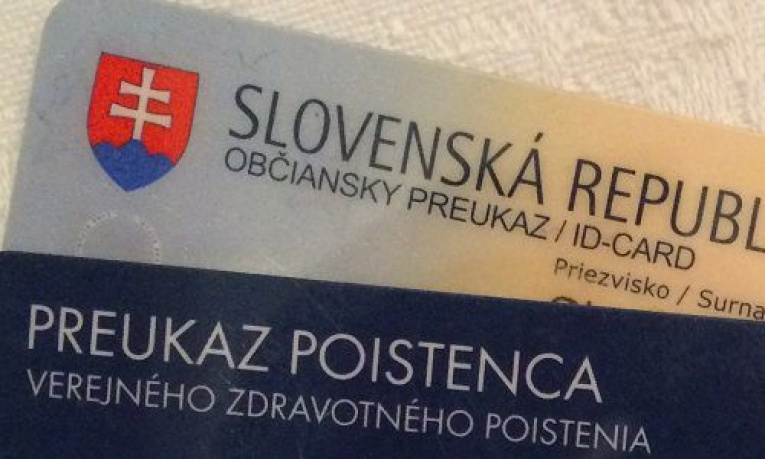 SLOVENSKÁ REPUBL
OBČIANSKY PREUKAZ / ID-CARD
Priezvisko / Surna
PREUKAZ POISTENCA
VEREJNÉHO ZDRAVOTNÉHO POISTENIA